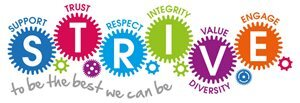 SUPPORT TRUST RESPECT INTEGRITY VALUE DIVERSITY ENGAGE
STRIVE
to be the best we can be